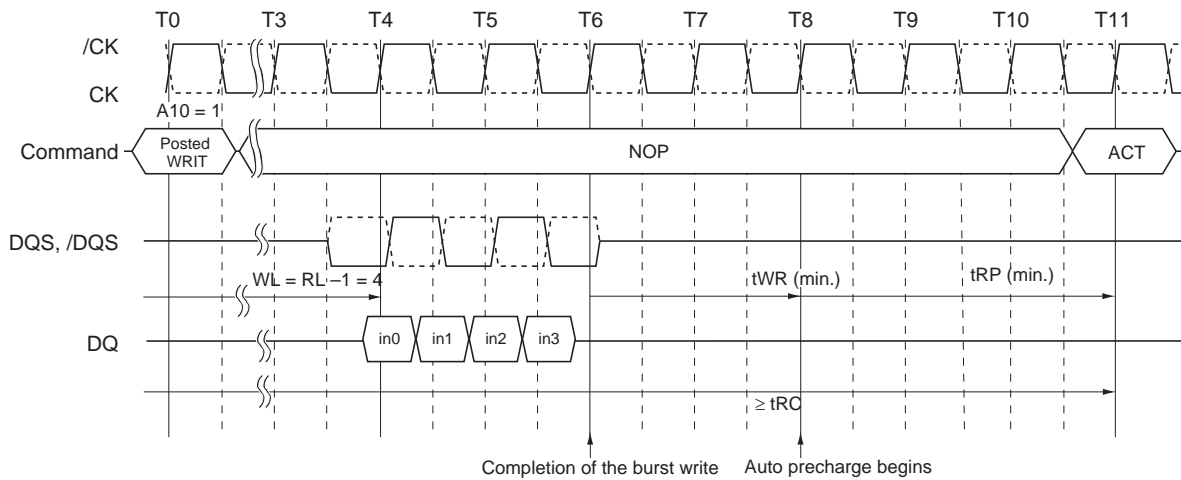 T0 T3 T4 T5 T6 T7 T8 T9 T10 T11
/CK
CK
A10 = 1
Command
Posted
WRIT
NOP
ACT
DQS, /DQS
WL = RL –1 = 4
tWR (min.)
tRP (min.)
DQ
in0 in1 in2 in3
≥ tRC
Completion of the burst write
Auto precharge begins